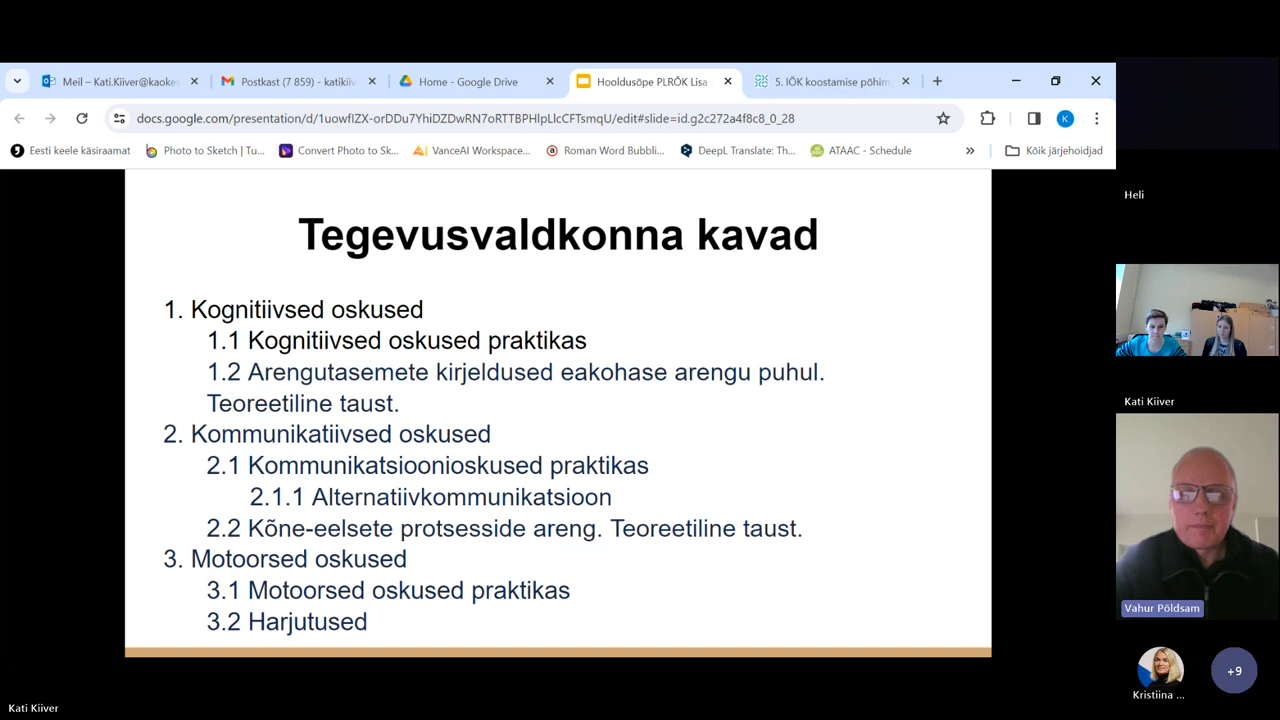 Meil – Kati.Kiiver@kaoke
Postkast (7 859) - katikiiv
Home - Google Drive
Hooldusõpe PLRÕK Lisa
5. IÕK koostamise põhim
docs.google.com/presentation/d/1uowfIZX-orDDu7YhiDZDwRN7oRTTBPHlpLlcCFTsmqU/edit#slide=id.g2c272a4f8c8_0_28
K
Eesti keele käsiraamat
Photo to Sketch | Tu...
Convert Photo to Sk...
VanceAI Workspace...
Roman Word Bubbli...
DeepL Translate: Th...
ATAAC - Schedule
»
Kõik järjehoidjad
Tegevusvaldkonna kavad
1. Kognitiivsed oskused
1.1 Kognitiivsed oskused praktikas
1.2 Arengutasemete kirjeldused eakohase arengu puhul.
Teoreetiline taust.
2. Kommunikatiivsed oskused
2.1 Kommunikatsioonioskused praktikas
2.1.1 Alternatiivkommunikatsioon
2.2 Kõne-eelsete protsesside areng. Teoreetiline taust.
3. Motoorsed oskused
3.1 Motoorsed oskused praktikas
3.2 Harjutused
Heli
Kati Kiiver
Vahur Põldsam
Kristiina ...
+9
Kati Kiiver